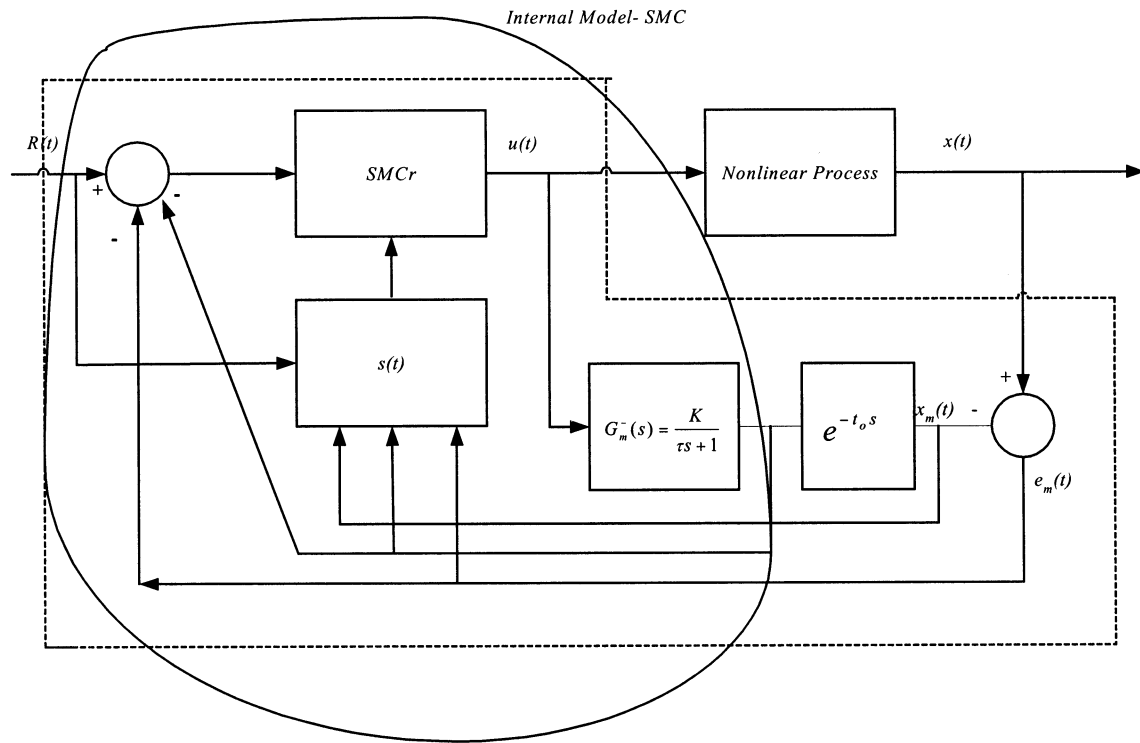 Internal Model- SMC
R(t)
u(t)
x(t)
+
-
-
SMCr
Nonlinear Process
s(t)
+
G_m^-(s) = K / τs + 1
e^{-t_o s}
x_m(t)
-
e_m(t)